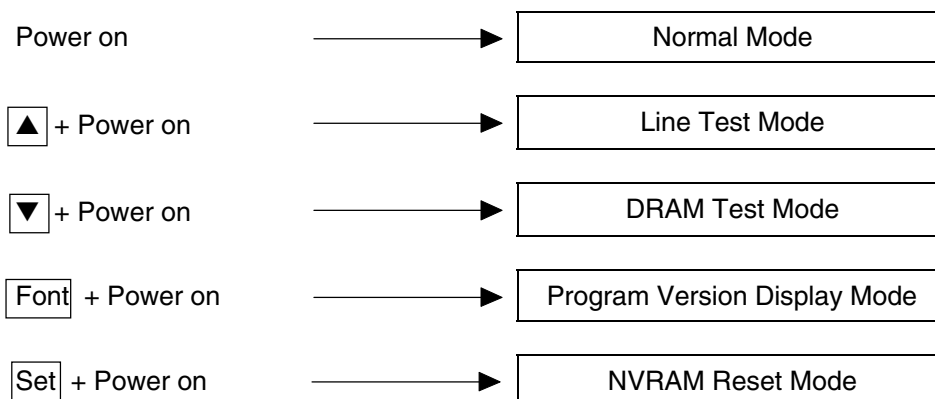 Power on Normal Mode
▲ + Power on Line Test Mode
▼ + Power on DRAM Test Mode
Font + Power on Program Version Display Mode
Set + Power on NVRAM Reset Mode